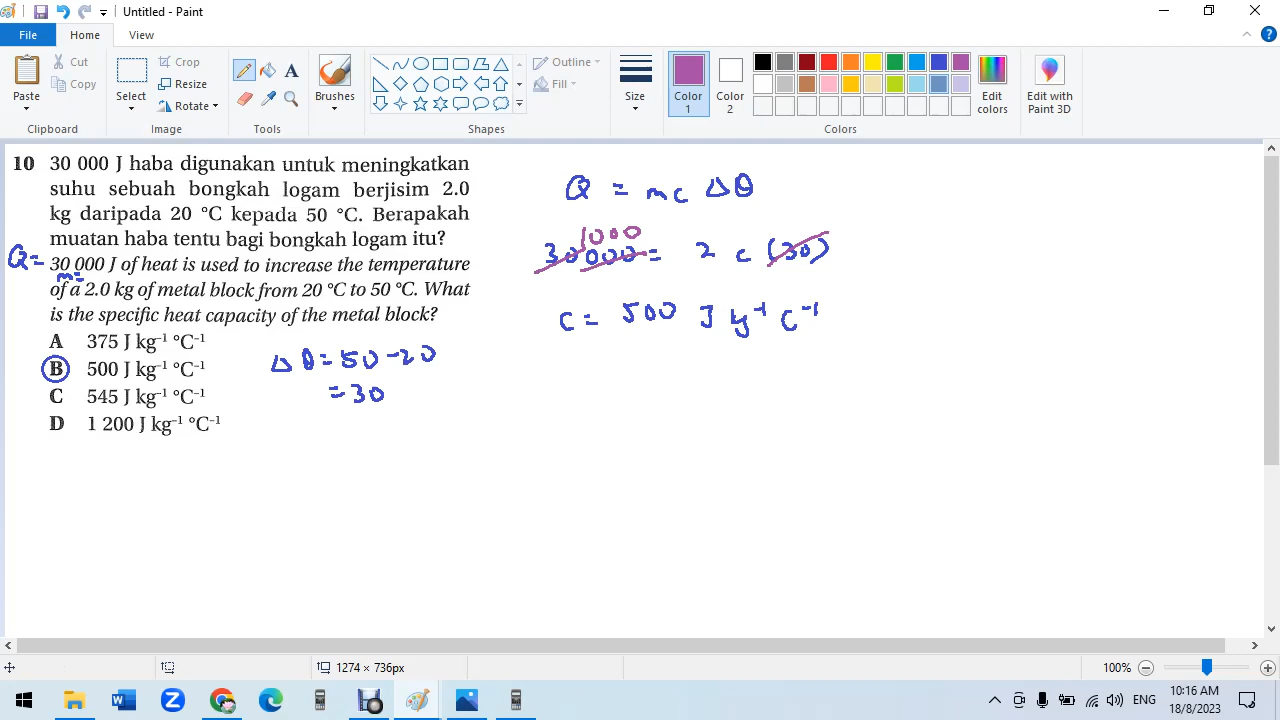 Untitled - Paint
File Home View
Paste Cut Copy Select Crop Resize Rotate Brushes Outline Fill Size Color 1 Color 2 Edit colors Edit with Paint 3D
Clipboard Image Tools Shapes Colors
10 30 000 J haba digunakan untuk meningkatkan
suhu sebuah bongkah logam berjisim 2.0
kg daripada 20 °C kepada 50 °C. Berapakah
muatan haba tentu bagi bongkah logam itu?
Q =
30 000 J of heat is used to increase the temperature
m =
of a 2.0 kg of metal block from 20 °C to 50 °C. What
is the specific heat capacity of the metal block?
A 375 J kg⁻¹ °C⁻¹
B 500 J kg⁻¹ °C⁻¹
C 545 J kg⁻¹ °C⁻¹
D 1 200 J kg⁻¹ °C⁻¹
Δθ = 50 - 20
= 30
Q = mc Δθ
1000
30000 = 2 c (30)
c = 500 J kg⁻¹ C⁻¹
1274 × 736px
100%
ENG
10:16 AM
18/8/2023